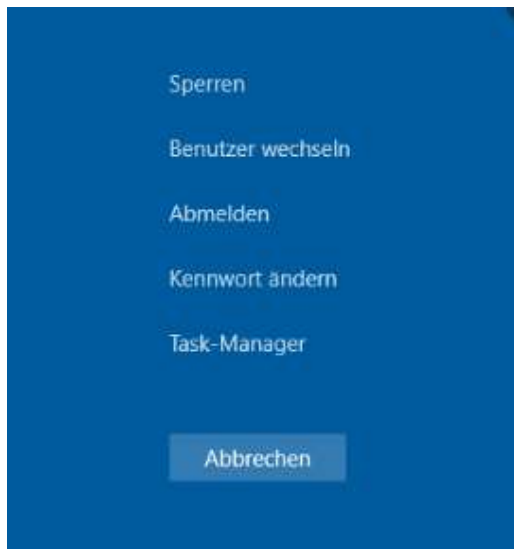 Sperren
Benutzer wechseln
Abmelden
Kennwort ändern
Task-Manager
Abbrechen